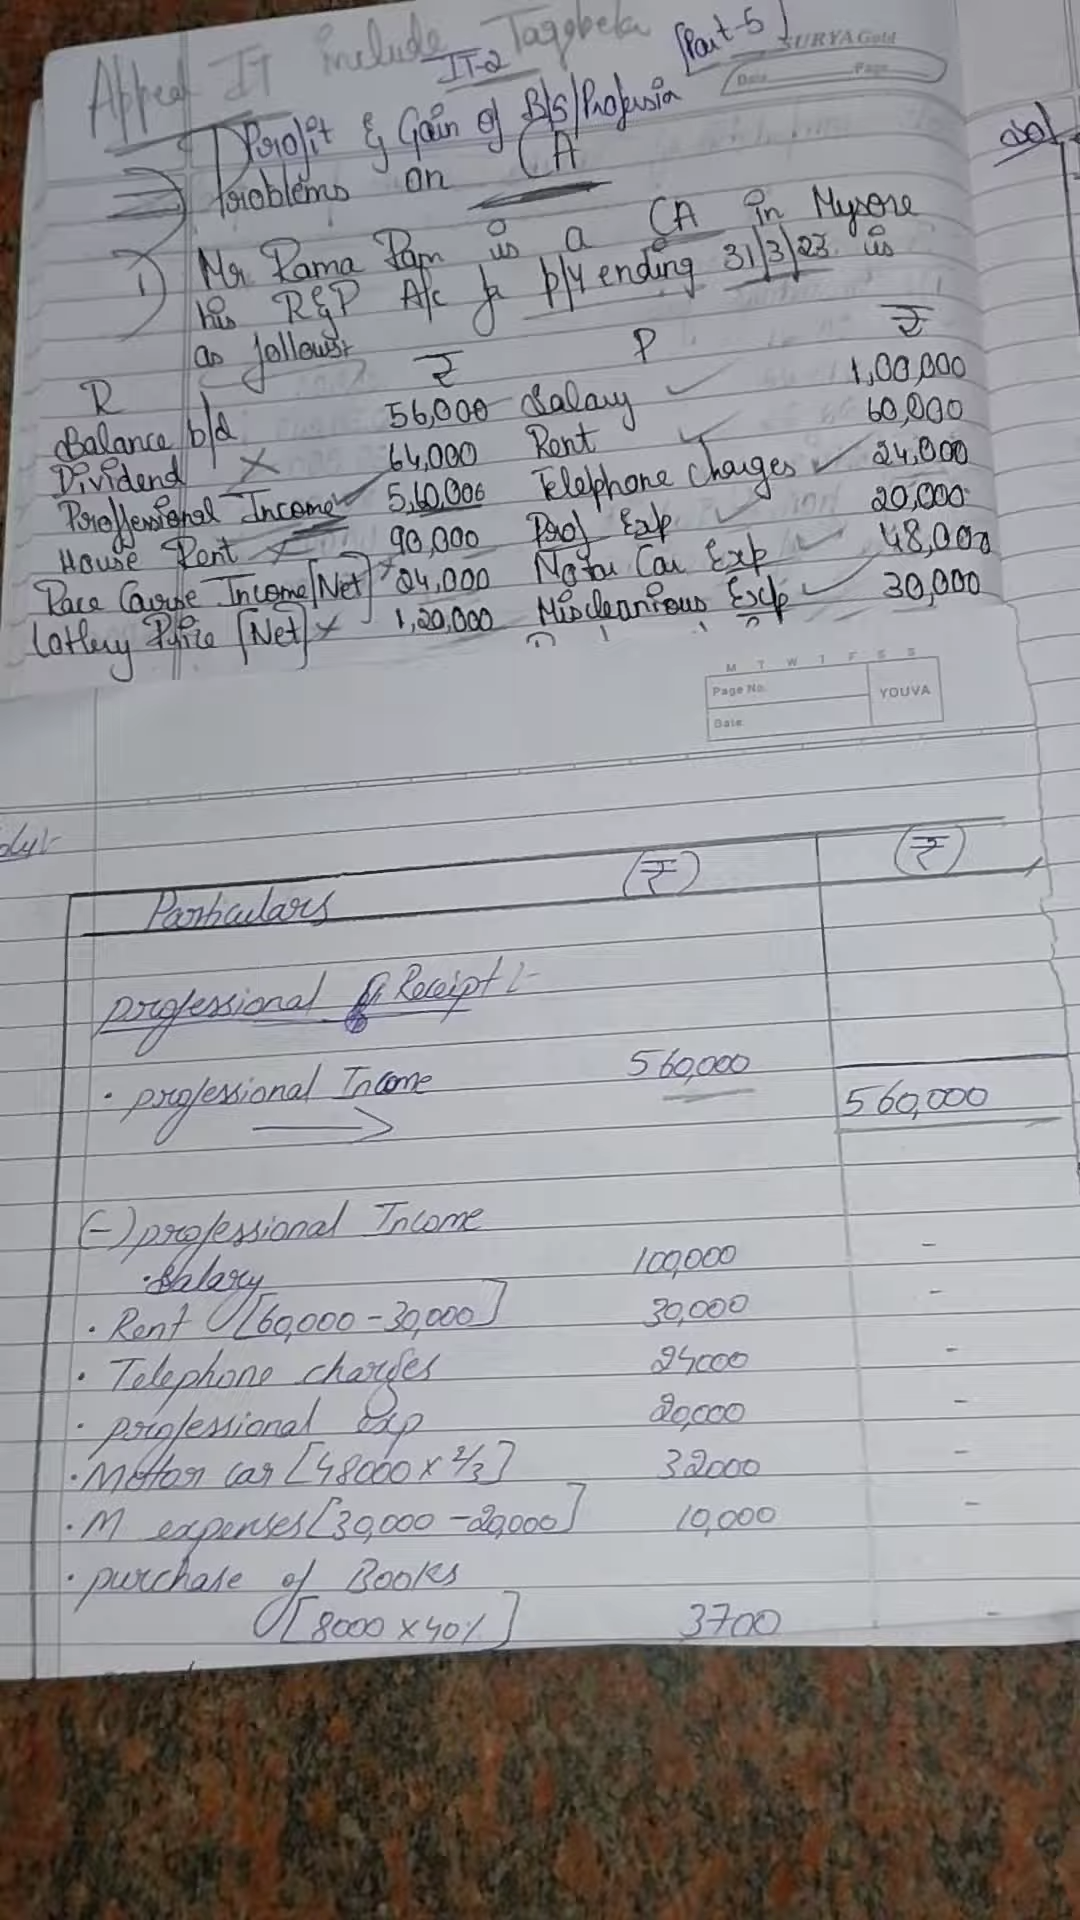 Appeal IT include
IT-2
[Part-5]
SURYA Gold
Date Page
Profit & Gain of B/S/Profession
Problems on CA
Sol
1) Mr. Rama Ram is a CA in Mysore
his R&P A/c for p/y ending 31/3/23 is
as follows
R ₹ P ₹
Balance b/d 56,000 Salary 1,00,000
Dividend × 64,000 Rent 60,000
Proffessional Income 5,60,000 Telephone Charges 24,000
House Rent × 90,000 Prof Exp 20,000
Race Course Income [Net] × 24,000 Motor Car Exp 48,000
Lottery Prize [Net] × 1,20,000 Miscleanious Exp 30,000
M T W T F S S
Page No.
YOUVA
Date
Particulars (₹) (₹)
professional Receipt :-
• professional Income 560,000
560,000
(-) professional Income
• Salary 100,000 -
• Rent [60,000 - 30,000] 30,000 -
• Telephone charges 24000 -
• professional Exp 20,000 -
• Mottor car [48000 × 2/3] 32000 -
• M expenses [30,000 - 20,000] 10,000 -
• purchase of Books
[8000 × 40%] 3700 -